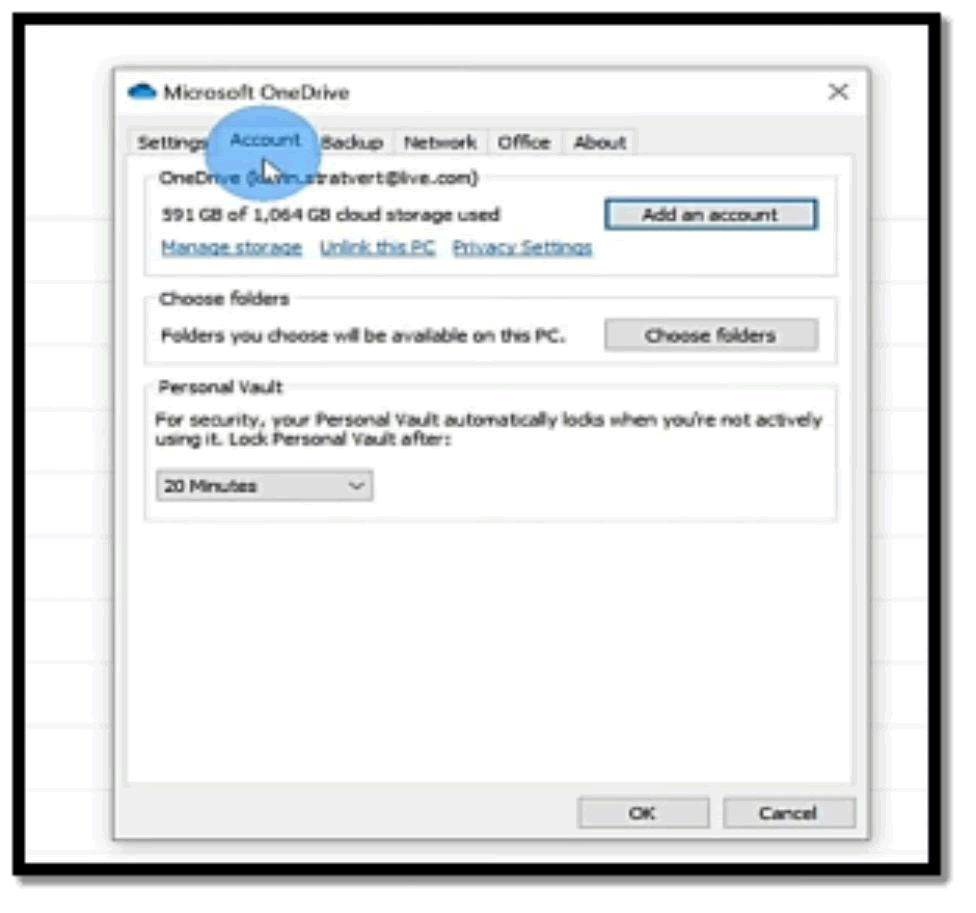 Microsoft OneDrive
Settings Account Backup Network Office About
OneDrive (kevin.stratvert@live.com)
591 GB of 1,064 GB cloud storage used Add an account
Manage storage Unlink this PC Privacy Settings
Choose folders
Folders you choose will be available on this PC. Choose folders
Personal Vault
For security, your Personal Vault automatically locks when you're not actively
using it. Lock Personal Vault after:
20 Minutes
OK Cancel